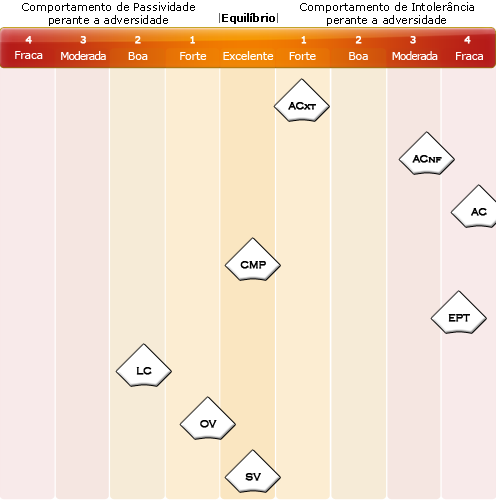 Comportamento de Passividade
perante a adversidade
|Equilíbrio|
Comportamento de Intolerância
perante a adversidade
4 3 2 1 1 2 3 4
Fraca Moderada Boa Forte Excelente Forte Boa Moderada Fraca
ACXT
ACNF
AC
CMP
EPT
LC
OV
SV